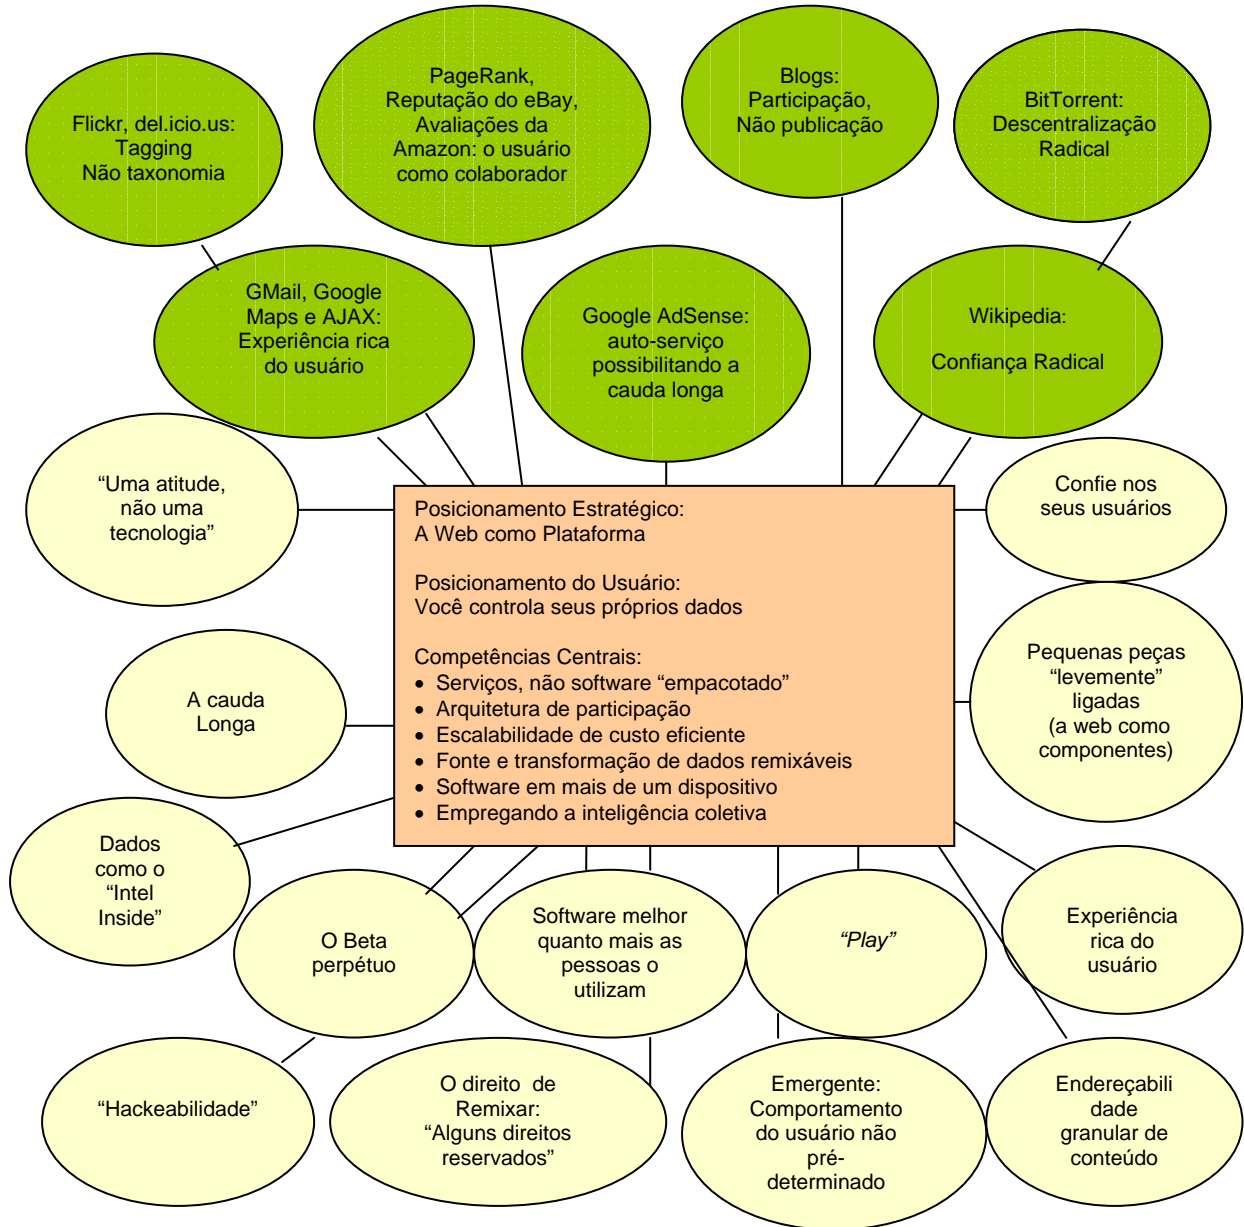 Flickr, del.icio.us:
Tagging
Não taxonomia
PageRank,
Reputação do eBay,
Avaliações da
Amazon: o usuário
como colaborador
Blogs:
Participação,
Não publicação
BitTorrent:
Descentralização
Radical
GMail, Google
Maps e AJAX:
Experiência rica
do usuário
Google AdSense:
auto-serviço
possibilitando a
cauda longa
Wikipedia:
Confiança Radical
“Uma atitude,
não uma
tecnologia”
Confie nos
seus usuários
Posicionamento Estratégico:
A Web como Plataforma
Posicionamento do Usuário:
Você controla seus próprios dados
Competências Centrais:
• Serviços, não software “empacotado”
• Arquitetura de participação
• Escalabilidade de custo eficiente
• Fonte e transformação de dados remixáveis
• Software em mais de um dispositivo
• Empregando a inteligência coletiva
A cauda
Longa
Pequenas peças
“levemente”
ligadas
(a web como
componentes)
Dados
como o
“Intel
Inside”
O Beta
perpétuo
Software melhor
quanto mais as
pessoas o
utilizam
“Play”
Experiência
rica do
usuário
“Hackeabilidade”
O direito de
Remixar:
“Alguns direitos
reservados”
Emergente:
Comportamento
do usuário não
pré-
determinado
Endereçabili
dade
granular de
conteúdo